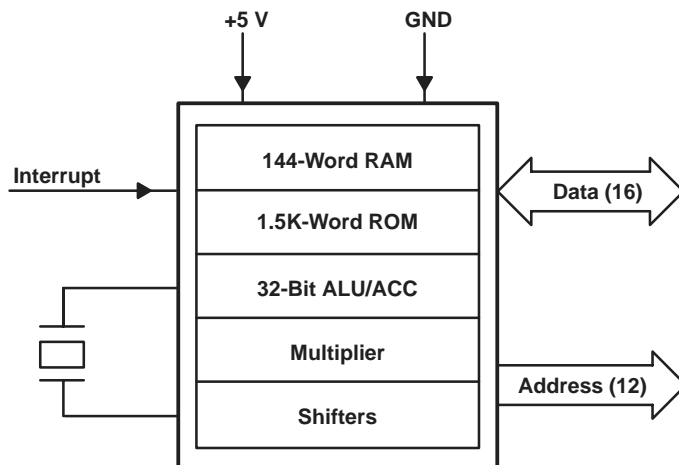 +5 V
GND
Interrupt
144-Word RAM
1.5K-Word ROM
32-Bit ALU/ACC
Multiplier
Shifters
Data (16)
Address (12)